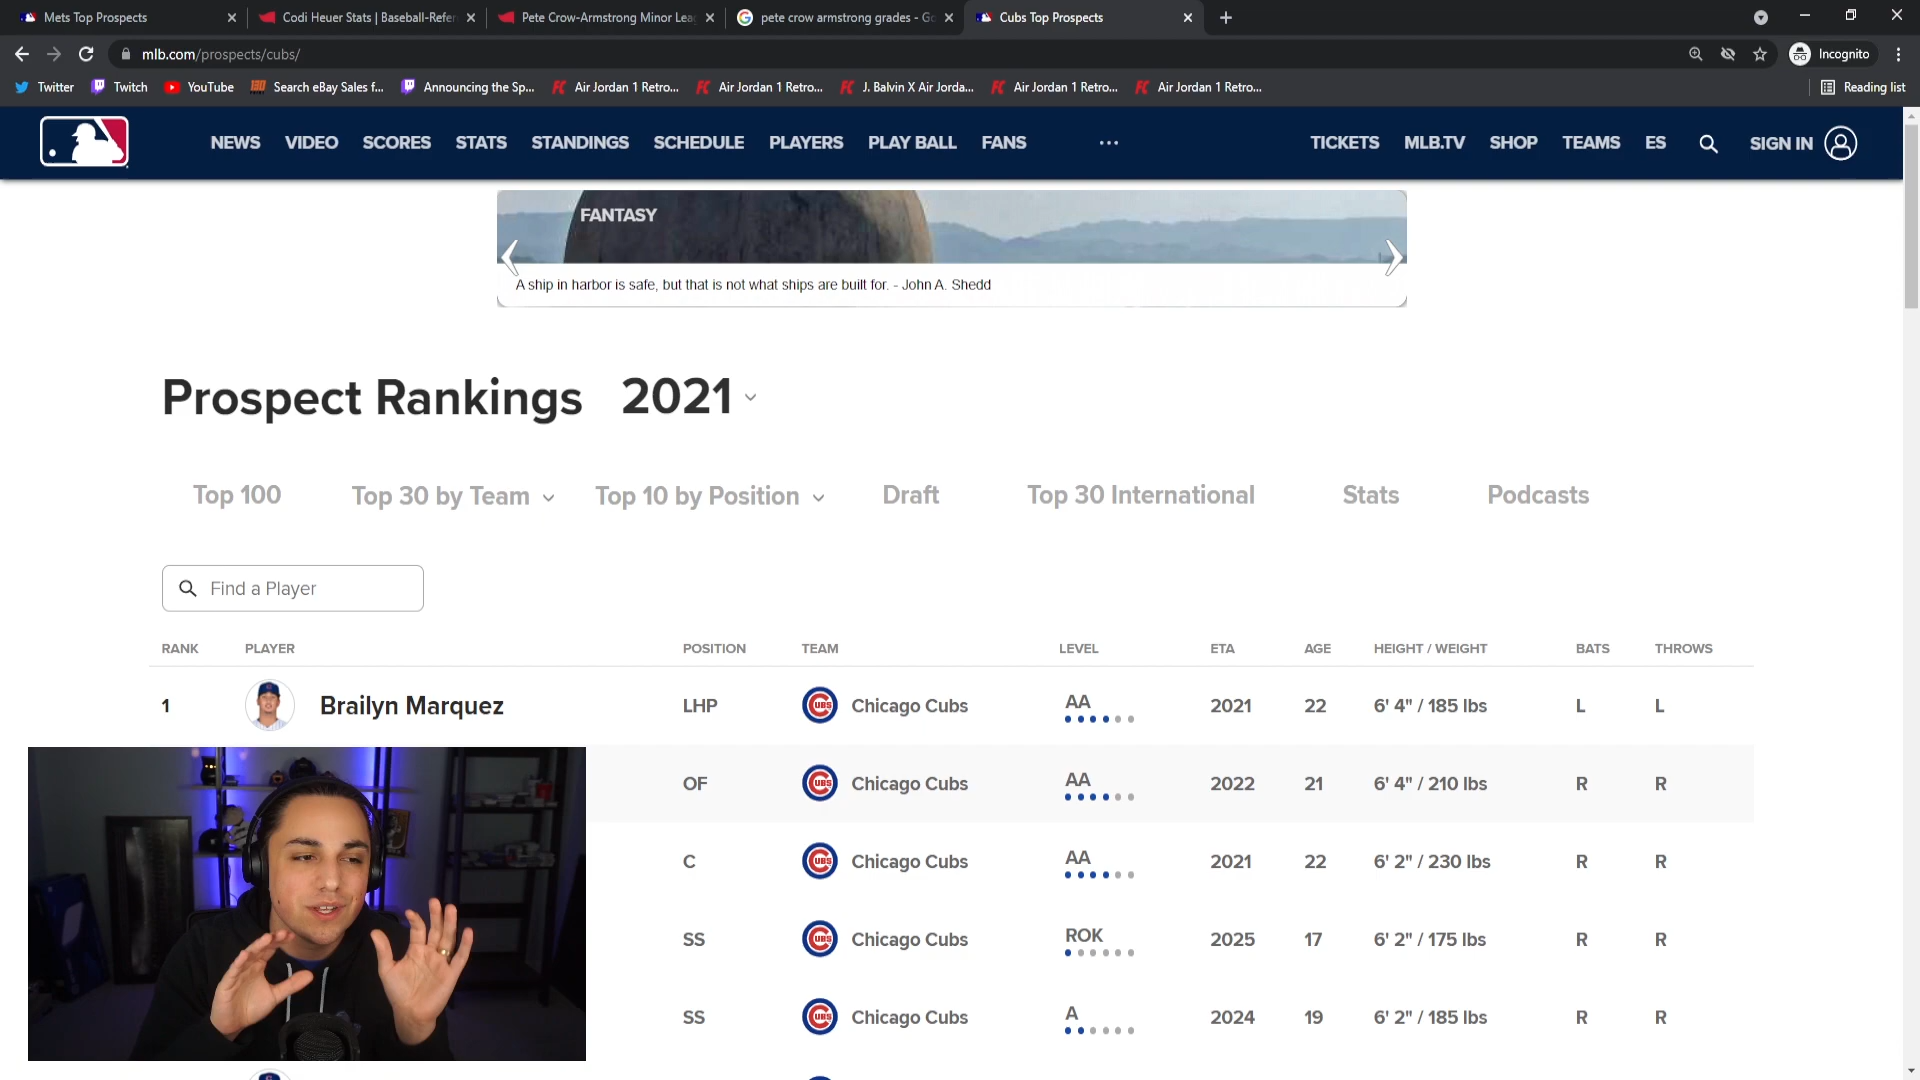 Mets Top Prospects
Codi Heuer Stats | Baseball-Refer
Pete Crow-Armstrong Minor Lea
pete crow armstrong grades - Go
Cubs Top Prospects
mlb.com/prospects/cubs/
Incognito
Twitter
Twitch
YouTube
Search eBay Sales f...
Announcing the Sp...
Air Jordan 1 Retro...
Air Jordan 1 Retro...
J. Balvin X Air Jorda...
Air Jordan 1 Retro...
Air Jordan 1 Retro...
Reading list
NEWS VIDEO SCORES STATS STANDINGS SCHEDULE PLAYERS PLAY BALL FANS ... TICKETS MLB.TV SHOP TEAMS ES SIGN IN
FANTASY
A ship in harbor is safe, but that is not what ships are built for. - John A. Shedd
Prospect Rankings 2021
Top 100 Top 30 by Team Top 10 by Position Draft Top 30 International Stats Podcasts
Find a Player
RANK PLAYER POSITION TEAM LEVEL ETA AGE HEIGHT / WEIGHT BATS THROWS
1 Brailyn Marquez LHP Chicago Cubs AA 2021 22 6' 4" / 185 lbs L L
OF Chicago Cubs AA 2022 21 6' 4" / 210 lbs R R
C Chicago Cubs AA 2021 22 6' 2" / 230 lbs R R
SS Chicago Cubs ROK 2025 17 6' 2" / 175 lbs R R
SS Chicago Cubs A 2024 19 6' 2" / 185 lbs R R